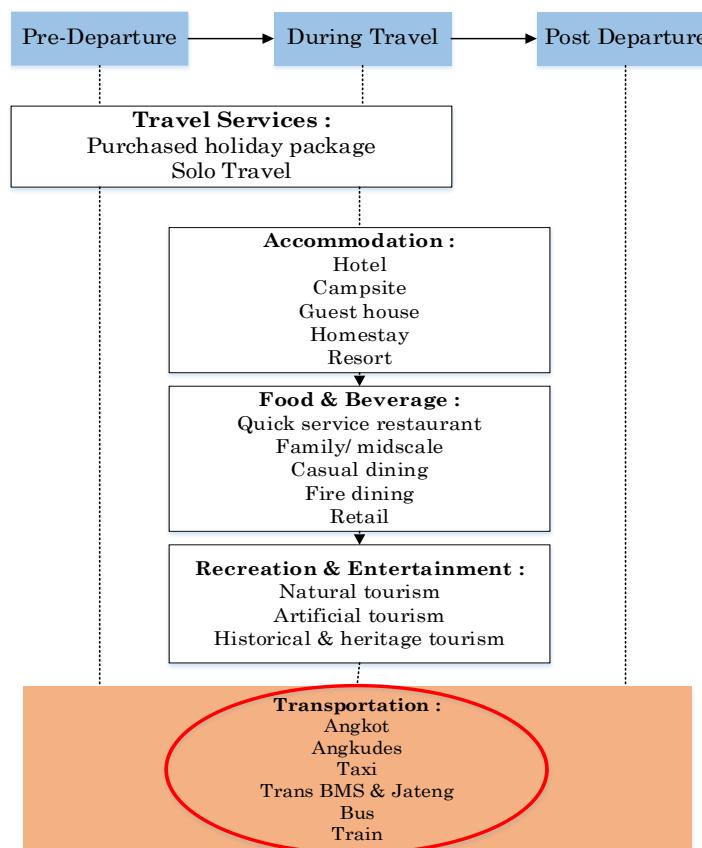 Pre-Departure
During Travel
Post Departure
Travel Services :
Purchased holiday package
Solo Travel
Accommodation :
Hotel
Campsite
Guest house
Homestay
Resort
Food & Beverage :
Quick service restaurant
Family/ midscale
Casual dining
Fire dining
Retail
Recreation & Entertainment :
Natural tourism
Artificial tourism
Historical & heritage tourism
Transportation :
Angkot
Angkudes
Taxi
Trans BMS & Jateng
Bus
Train